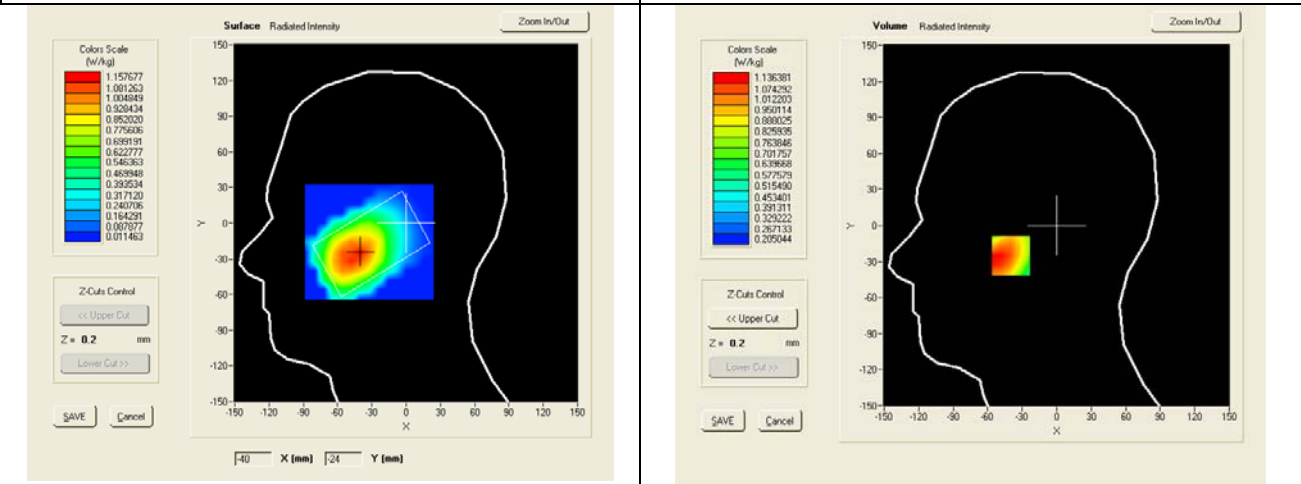 Surface Radiated Intensity
Zoom In/Out
Colors Scale
(W/kg)
1.157677
1.081263
1.004849
0.928434
0.852020
0.775606
0.699191
0.622777
0.546363
0.469948
0.393534
0.317120
0.240706
0.164291
0.087877
0.011463
Z-Cuts Control
<< Upper Cut
Z = 0.2 mm
Lower Cut >>
SAVE Cancel
150
120
90
60
30
0
-30
-60
-90
-120
-150
Y
-150 -120 -90 -60 -30 0 30 60 90 120 150
X
-40 X (mm) -24 Y (mm)
Volume Radiated Intensity
Zoom In/Out
Colors Scale
(W/kg)
1.136381
1.074292
1.012203
0.950114
0.888025
0.825935
0.763846
0.701757
0.639668
0.577579
0.515490
0.453401
0.391311
0.329222
0.267133
0.205044
Z-Cuts Control
<< Upper Cut
Z = 0.2 mm
Lower Cut >>
SAVE Cancel
150
120
90
60
30
0
-30
-60
-90
-120
-150
Y
-150 -120 -90 -60 -30 0 30 60 90 120 150
X